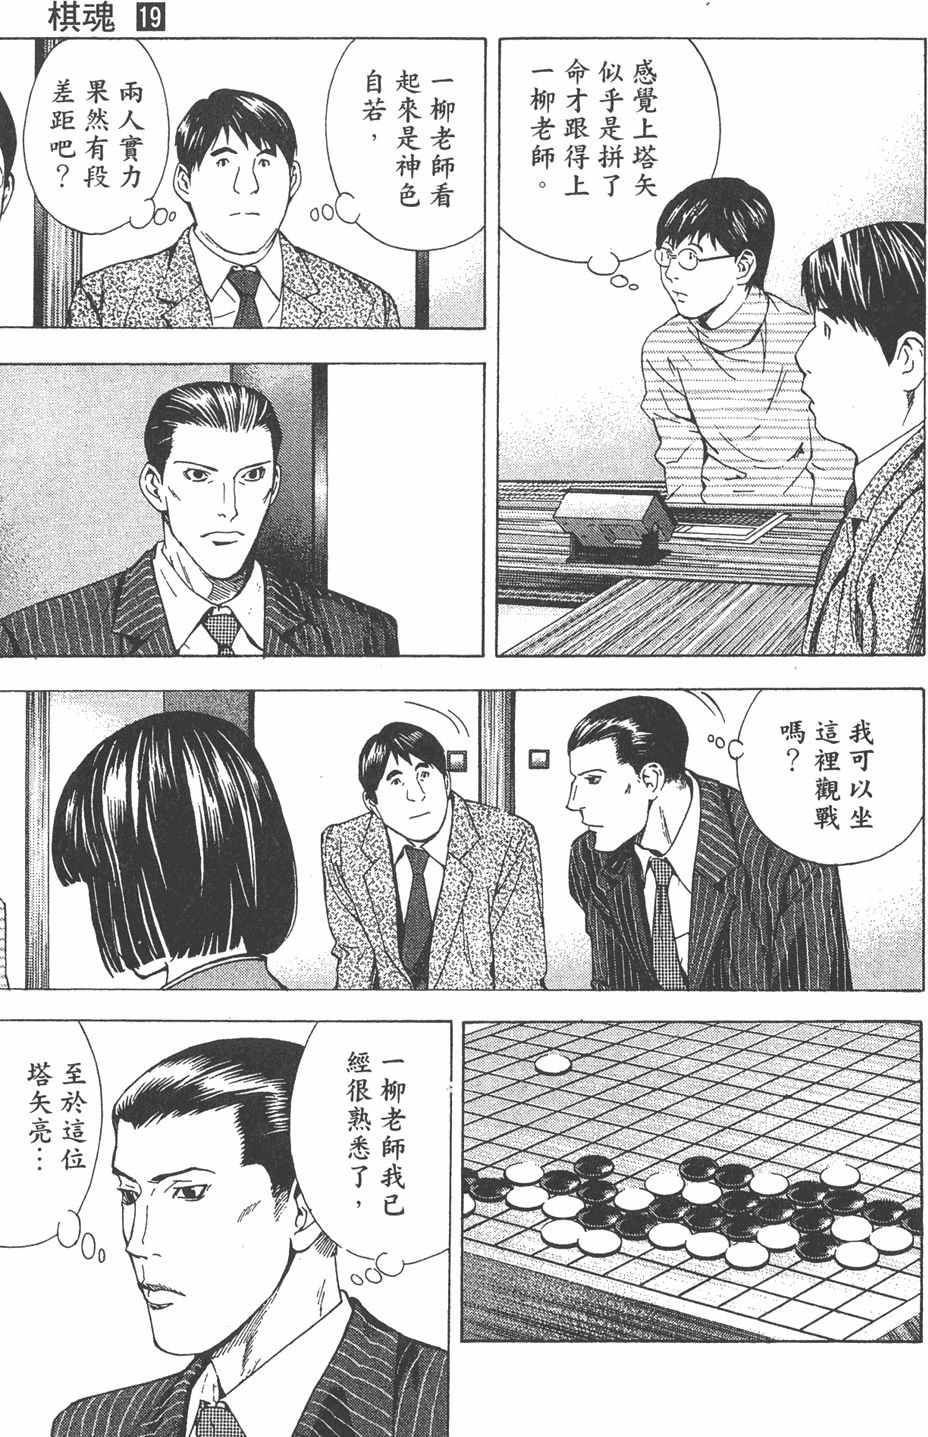 棋魂 19
感覺上塔矢
似乎是拼了
命才跟得上
一柳老師。
一柳老師看
起來是神色
自若，
兩人實力
果然有段
差距吧？
我可以坐
這裡觀戰
嗎？
一柳老師我已
經很熟悉了，
至於這位
塔矢亮…